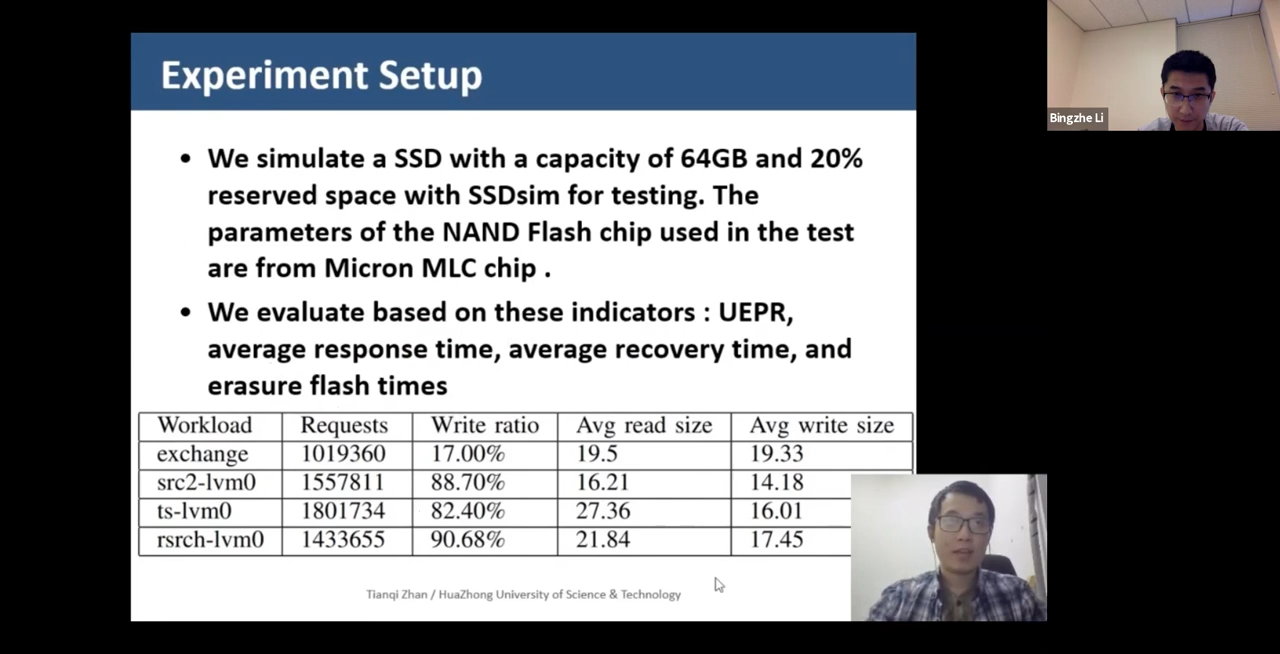 Experiment Setup
• We simulate a SSD with a capacity of 64GB and 20%
reserved space with SSDsim for testing. The
parameters of the NAND Flash chip used in the test
are from Micron MLC chip .
• We evaluate based on these indicators : UEPR,
average response time, average recovery time, and
erasure flash times
Workload Requests Write ratio Avg read size Avg write size
exchange 1019360 17.00% 19.5 19.33
src2-lvm0 1557811 88.70% 16.21 14.18
ts-lvm0 1801734 82.40% 27.36 16.01
rsrch-lvm0 1433655 90.68% 21.84 17.45
Tianqi Zhan / HuaZhong University of Science & Technology
Bingzhe Li